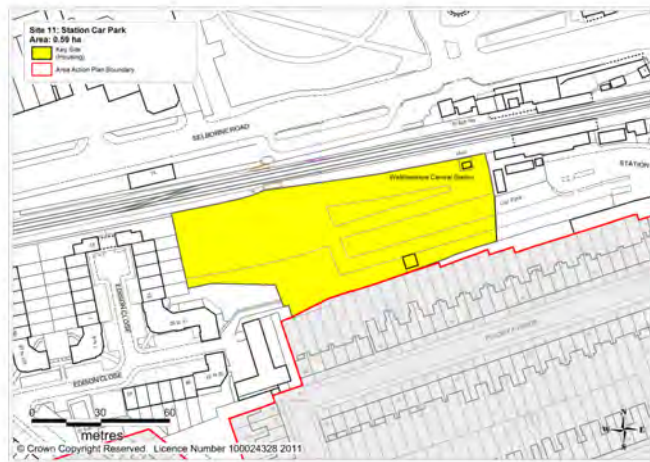 Site 11; Station Car Park
Area: 0.59 ha
Key Site
(Housing)
Area Action Plan Boundary
SELBORNE ROAD
Walthamstow Central Station
STATION
Car Park
EDISON CLOSE
EDISON CLOSE
EDISON CLOSE
0 30 60
metres
N
W E
S
© Crown Copyright Reserved. Licence Number 100024328 2011